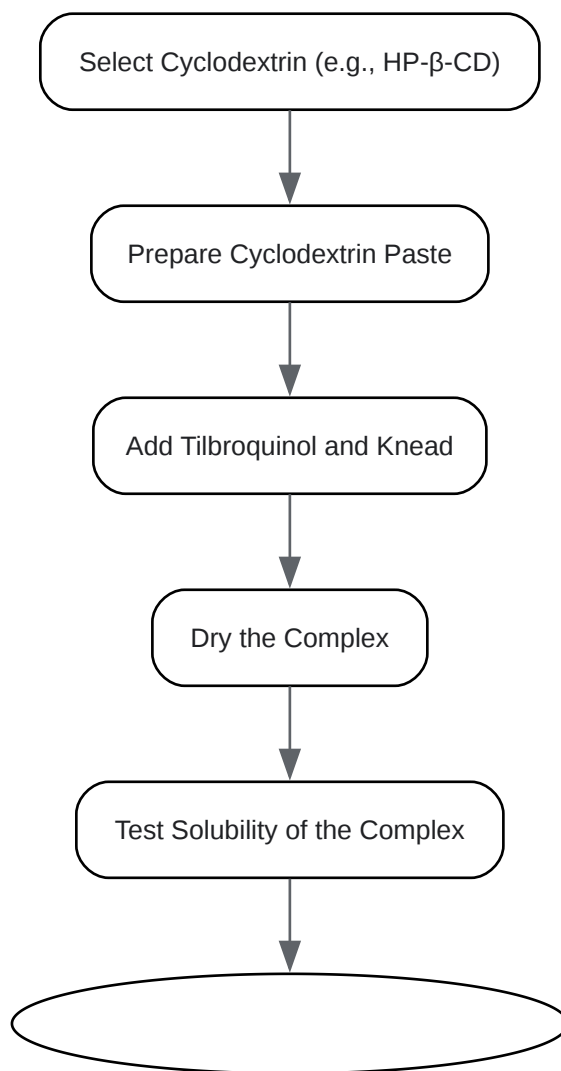 Select Cyclodextrin (e.g., HP-β-CD)
Prepare Cyclodextrin Paste
Add Tilbroquinol and Knead
Dry the Complex
Test Solubility of the Complex